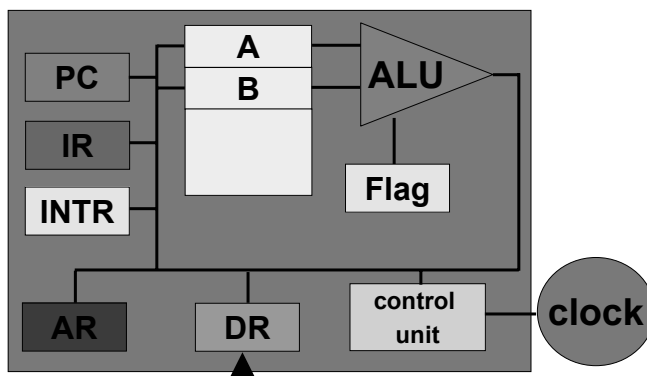 A
PC
B
ALU
IR
INTR
Flag
AR
DR
control
unit
clock